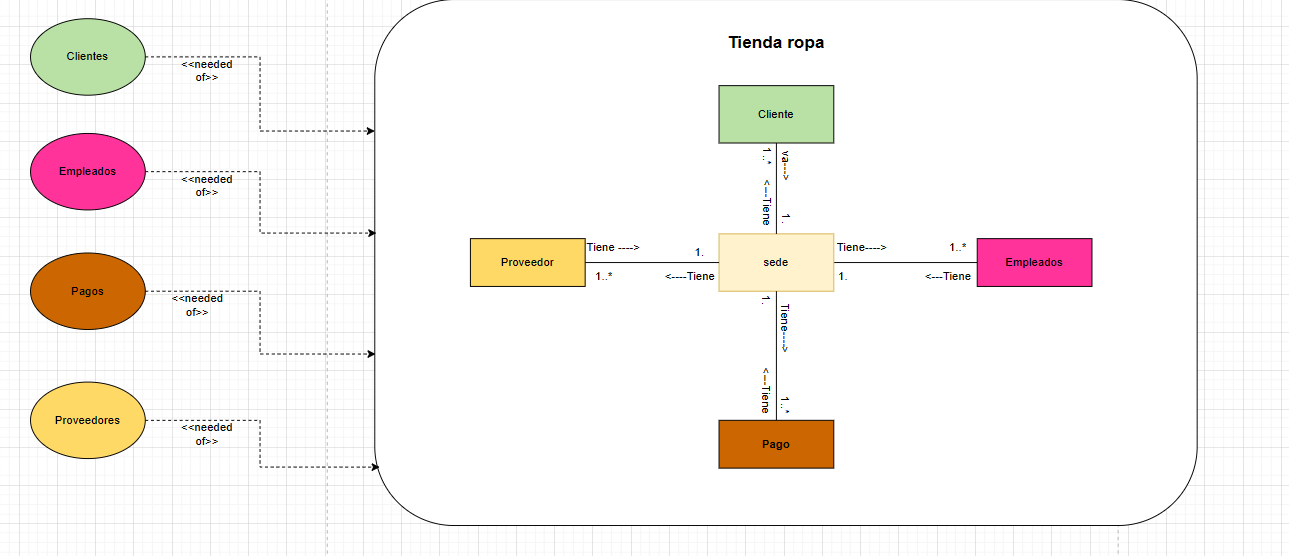 Tienda ropa
Clientes
<<needed
of>>
Empleados
<<needed
of>>
Pagos
<<needed
of>>
Proveedores
<<needed
of>>
Cliente
1..*
va--->
<---Tiene
1.
Proveedor
Tiene ---->
1..*
1.
<----Tiene
sede
Tiene---->
1.
1..*
<---Tiene
Empleados
1.
Tiene---->
<---Tiene
1..*
Pago